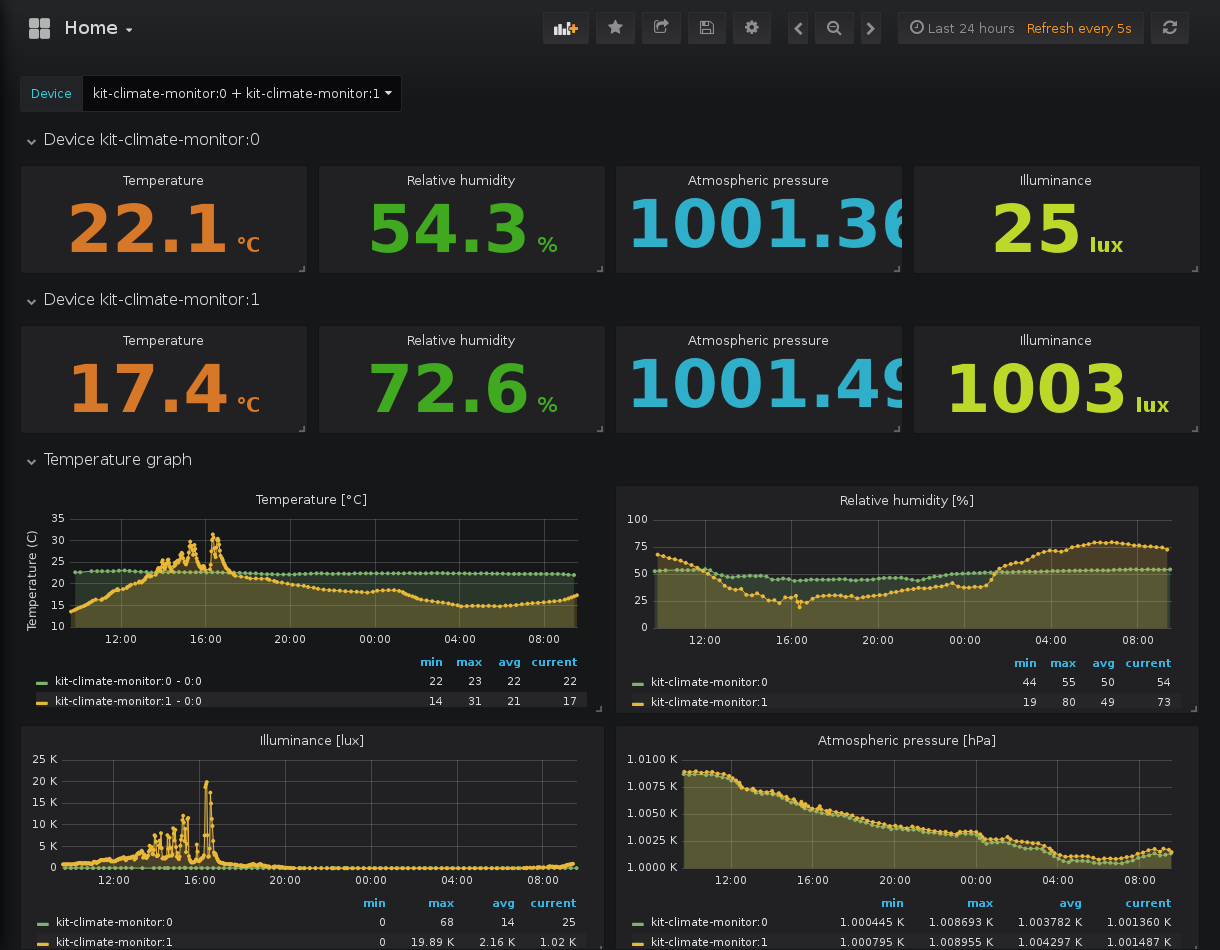 Home
Last 24 hours Refresh every 5s
Device kit-climate-monitor:0 + kit-climate-monitor:1
Device kit-climate-monitor:0
Temperature Relative humidity Atmospheric pressure Illuminance
22.1 °C 54.3 % 1001.36 25 lux
Device kit-climate-monitor:1
Temperature Relative humidity Atmospheric pressure Illuminance
17.4 °C 72.6 % 1001.49 1003 lux
Temperature graph
Temperature [°C]
Temperature (C)
35
30
25
20
15
10
12:00 16:00 20:00 00:00 04:00 08:00
min max avg current
kit-climate-monitor:0 - 0:0 22 23 22 22
kit-climate-monitor:1 - 0:0 14 31 21 17
Relative humidity [%]
100
75
50
25
0
12:00 16:00 20:00 00:00 04:00 08:00
min max avg current
kit-climate-monitor:0 44 55 50 54
kit-climate-monitor:1 19 80 49 73
Illuminance [lux]
25 K
20 K
15 K
10 K
5 K
0
12:00 16:00 20:00 00:00 04:00 08:00
min max avg current
kit-climate-monitor:0 0 68 14 25
kit-climate-monitor:1 0 19.89 K 2.16 K 1.02 K
Atmospheric pressure [hPa]
1.0100 K
1.0075 K
1.0050 K
1.0025 K
1.0000 K
12:00 16:00 20:00 00:00 04:00 08:00
min max avg current
kit-climate-monitor:0 1.000445 K 1.008693 K 1.003782 K 1.001360 K
kit-climate-monitor:1 1.000795 K 1.008955 K 1.004297 K 1.001487 K